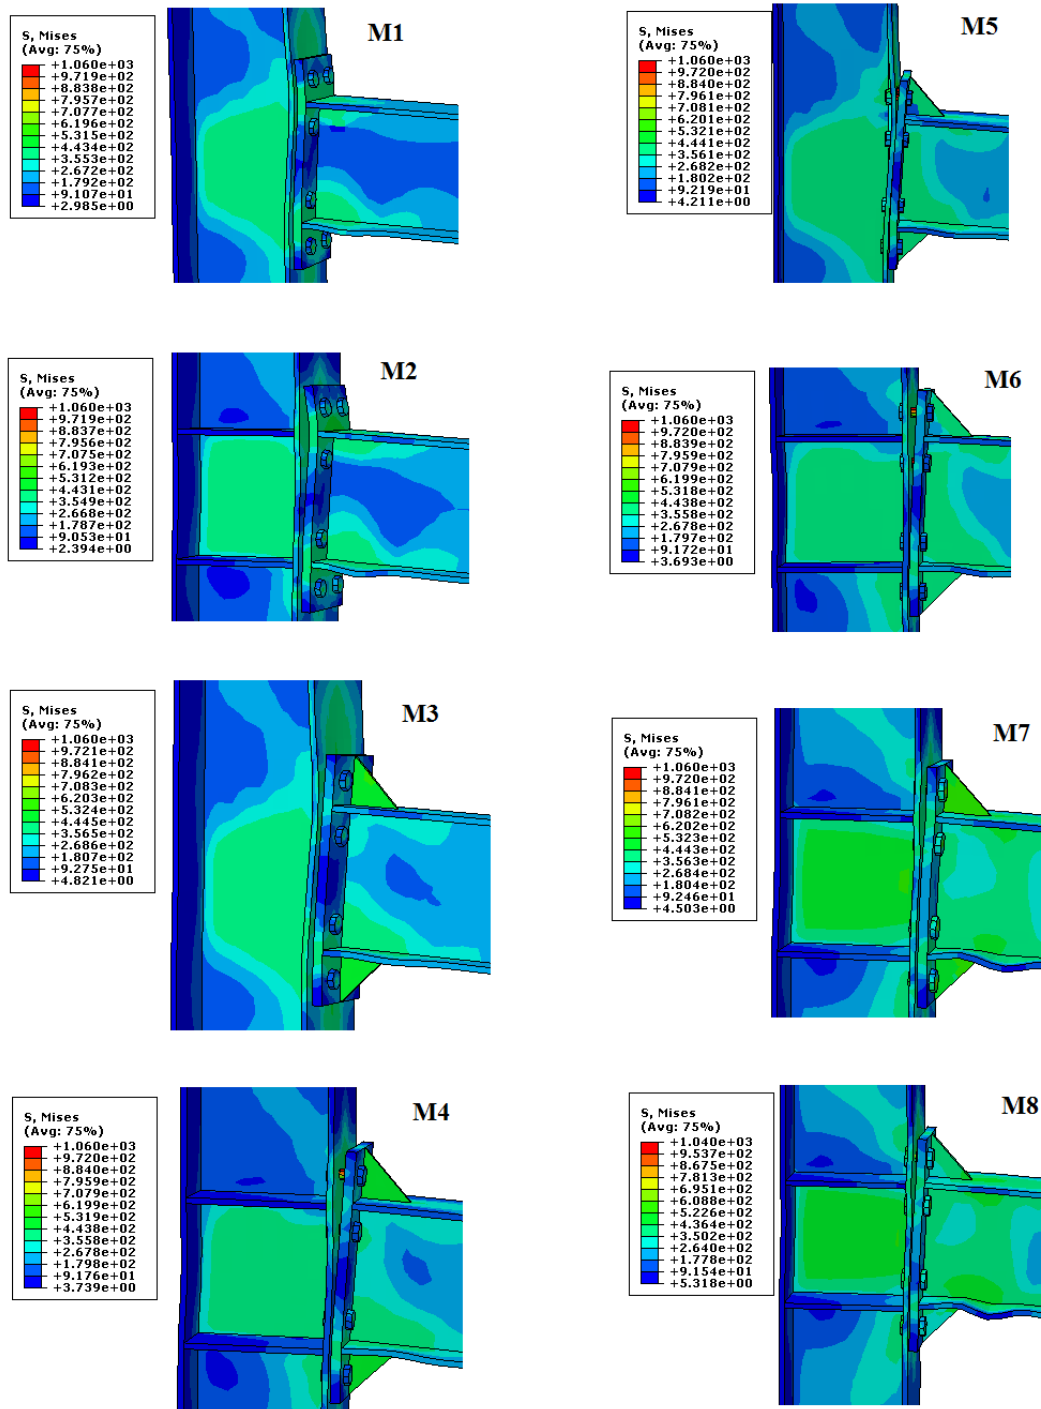 M1
S, Mises
(Avg: 75%)
+1.060e+03
+9.719e+02
+8.838e+02
+7.957e+02
+7.077e+02
+6.196e+02
+5.315e+02
+4.434e+02
+3.553e+02
+2.672e+02
+1.792e+02
+9.107e+01
+2.985e+00
M5
S, Mises
(Avg: 75%)
+1.060e+03
+9.720e+02
+8.840e+02
+7.961e+02
+7.081e+02
+6.201e+02
+5.321e+02
+4.441e+02
+3.561e+02
+2.682e+02
+1.802e+02
+9.219e+01
+4.211e+00
M2
S, Mises
(Avg: 75%)
+1.060e+03
+9.719e+02
+8.837e+02
+7.956e+02
+7.075e+02
+6.193e+02
+5.312e+02
+4.431e+02
+3.549e+02
+2.668e+02
+1.787e+02
+9.053e+01
+2.394e+00
M6
S, Mises
(Avg: 75%)
+1.060e+03
+9.720e+02
+8.839e+02
+7.959e+02
+7.079e+02
+6.199e+02
+5.318e+02
+4.438e+02
+3.558e+02
+2.678e+02
+1.797e+02
+9.172e+01
+3.693e+00
M3
S, Mises
(Avg: 75%)
+1.060e+03
+9.721e+02
+8.841e+02
+7.962e+02
+7.083e+02
+6.203e+02
+5.324e+02
+4.445e+02
+3.565e+02
+2.686e+02
+1.807e+02
+9.275e+01
+4.821e+00
M7
S, Mises
(Avg: 75%)
+1.060e+03
+9.720e+02
+8.841e+02
+7.961e+02
+7.082e+02
+6.202e+02
+5.323e+02
+4.443e+02
+3.563e+02
+2.684e+02
+1.804e+02
+9.246e+01
+4.503e+00
M4
S, Mises
(Avg: 75%)
+1.060e+03
+9.720e+02
+8.840e+02
+7.959e+02
+7.079e+02
+6.199e+02
+5.319e+02
+4.438e+02
+3.558e+02
+2.678e+02
+1.798e+02
+9.176e+01
+3.739e+00
M8
S, Mises
(Avg: 75%)
+1.040e+03
+9.537e+02
+8.675e+02
+7.813e+02
+6.951e+02
+6.088e+02
+5.226e+02
+4.364e+02
+3.502e+02
+2.640e+02
+1.778e+02
+9.154e+01
+5.318e+00